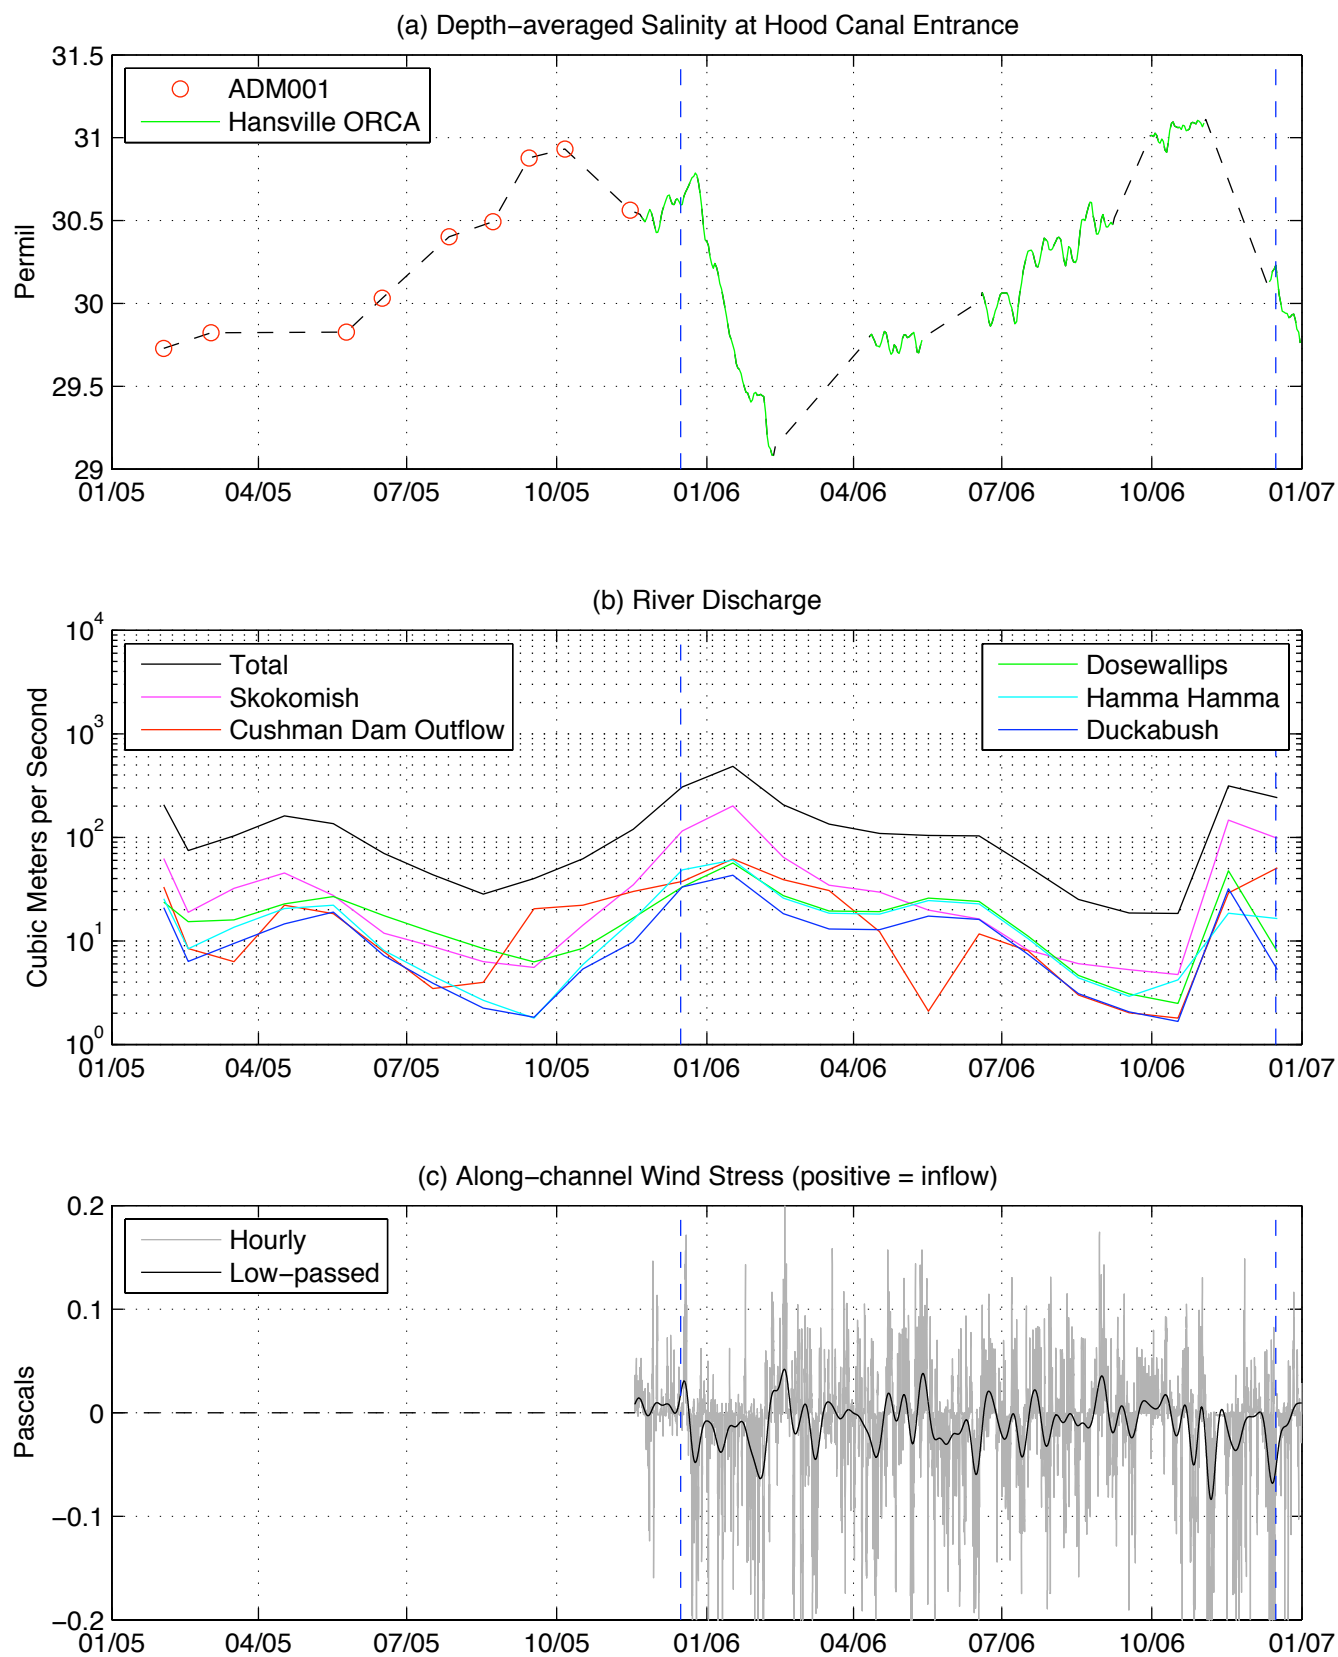 (a) Depth−averaged Salinity at Hood Canal Entrance
31.5
31
30.5
30
29.5
29
Permil
ADM001
Hansville ORCA
01/05 04/05 07/05 10/05 01/06 04/06 07/06 10/06 01/07
(b) River Discharge
10^4
10^3
10^2
10^1
10^0
Cubic Meters per Second
Total
Skokomish
Cushman Dam Outflow
Dosewallips
Hamma Hamma
Duckabush
01/05 04/05 07/05 10/05 01/06 04/06 07/06 10/06 01/07
(c) Along−channel Wind Stress (positive = inflow)
0.2
0.1
0
−0.1
−0.2
Pascals
Hourly
Low−passed
01/05 04/05 07/05 10/05 01/06 04/06 07/06 10/06 01/07